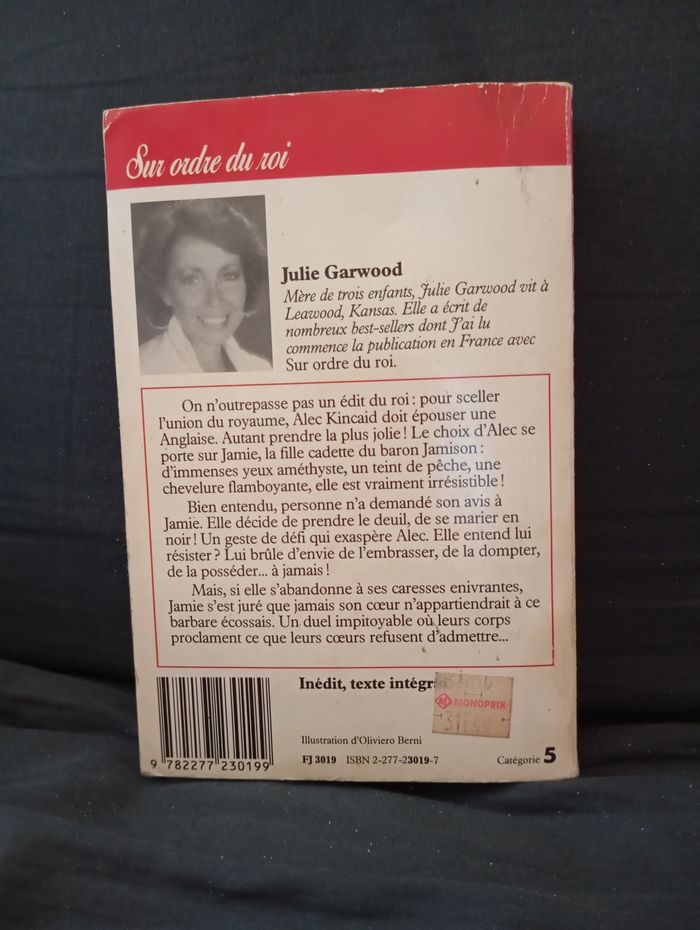 Sur ordre du roi
Julie Garwood
Mère de trois enfants, Julie Garwood vit à
Leawood, Kansas. Elle a écrit de
nombreux best-sellers dont J'ai lu
commence la publication en France avec
Sur ordre du roi.
On n'outrepasse pas un édit du roi : pour sceller
l'union du royaume, Alec Kincaid doit épouser une
Anglaise. Autant prendre la plus jolie ! Le choix d'Alec se
porte sur Jamie, la fille cadette du baron Jamison :
d'immenses yeux améthyste, un teint de pêche, une
chevelure flamboyante, elle est vraiment irrésistible !
Bien entendu, personne n'a demandé son avis à
Jamie. Elle décide de prendre le deuil, de se marier en
noir ! Un geste de défi qui exaspère Alec. Elle entend lui
résister ? Lui brûle d'envie de l'embrasser, de la dompter,
de la posséder... à jamais !
Mais, si elle s'abandonne à ses caresses enivrantes,
Jamie s'est juré que jamais son cœur n'appartiendrait à ce
barbare écossais. Un duel impitoyable où leurs corps
proclament ce que leurs cœurs refusent d'admettre...
Inédit, texte intégr
M MONOPRIX
Illustration d'Oliviero Berni
FJ 3019 ISBN 2-277-23019-7
Catégorie 5
9 782277 230199